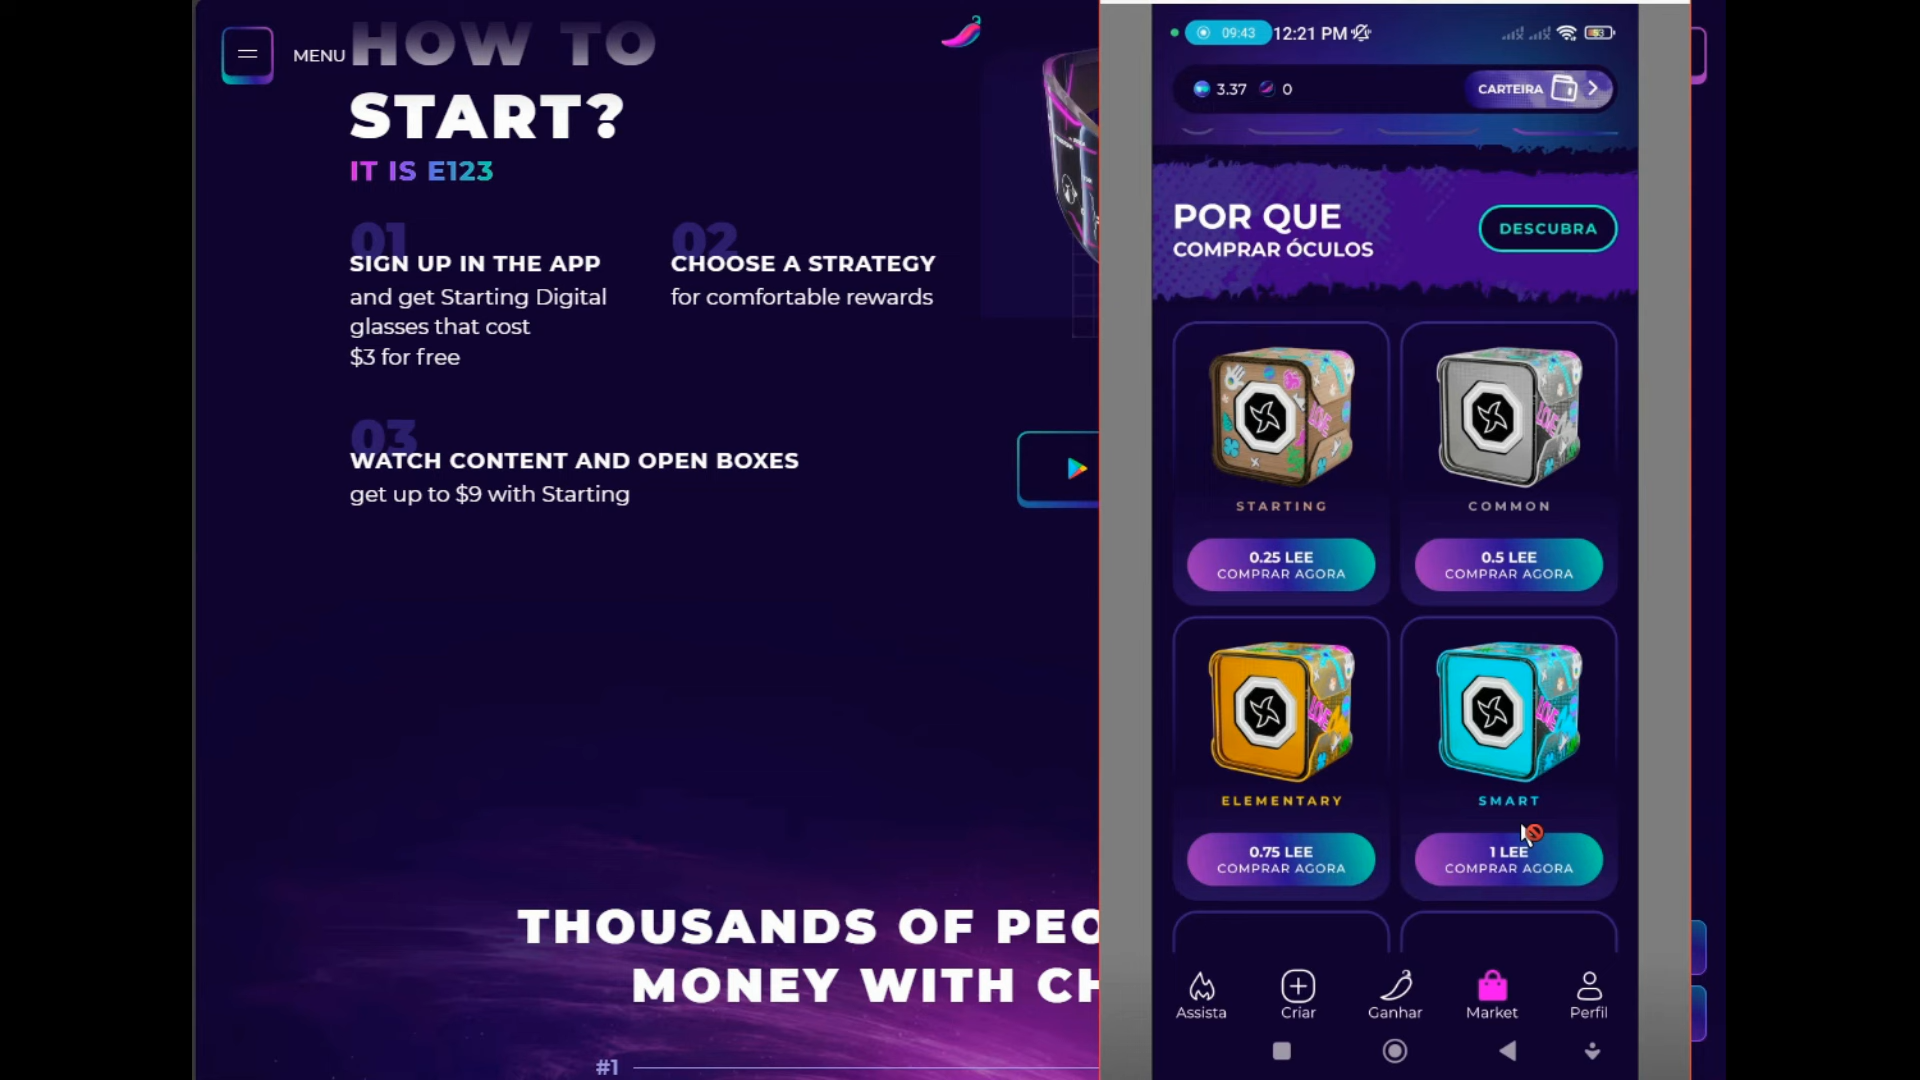 MENU
HOW TO
START?
IT IS E123
01
SIGN UP IN THE APP
and get Starting Digital
glasses that cost
$3 for free
02
CHOOSE A STRATEGY
for comfortable rewards
03
WATCH CONTENT AND OPEN BOXES
get up to $9 with Starting
THOUSANDS OF PEO
MONEY WITH CH
#1
09:43 12:21 PM 53
3.37 0 CARTEIRA
POR QUE
COMPRAR ÓCULOS
DESCUBRA
STARTING
0.25 LEE
COMPRAR AGORA
COMMON
0.5 LEE
COMPRAR AGORA
ELEMENTARY
0.75 LEE
COMPRAR AGORA
SMART
1 LEE
COMPRAR AGORA
Assista Criar Ganhar Market Perfil